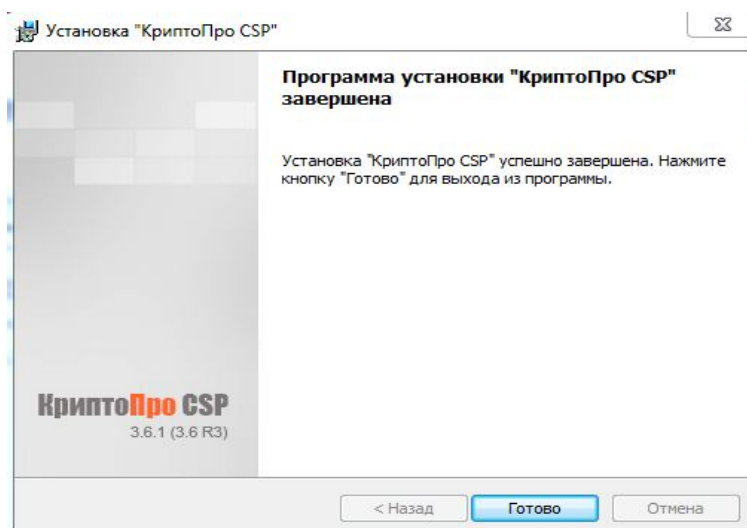 Установка "КриптоПро CSP"
Программа установки "КриптоПро CSP"
завершена
Установка "КриптоПро CSP" успешно завершена. Нажмите
кнопку "Готово" для выхода из программы.
КриптоПро CSP
3.6.1 (3.6 R3)
< Назад
Готово
Отмена